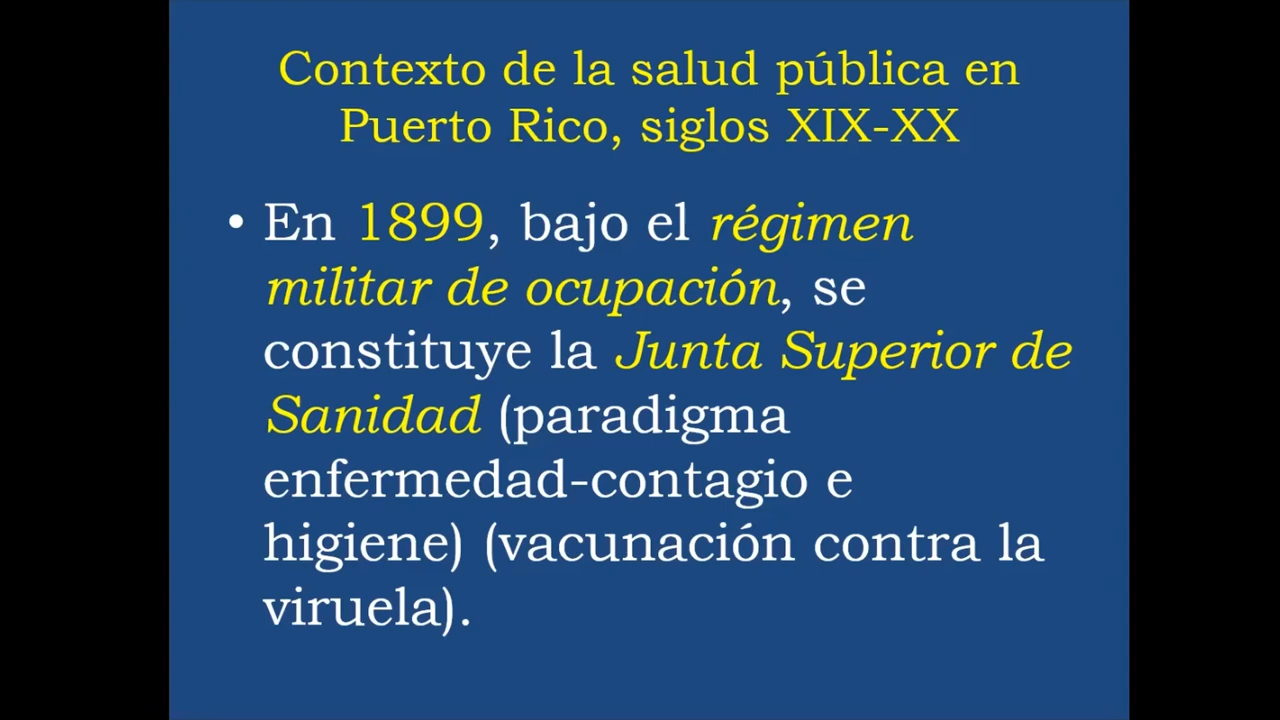 Contexto de la salud pública en
Puerto Rico, siglos XIX-XX
• En 1899, bajo el régimen
militar de ocupación, se
constituye la Junta Superior de
Sanidad (paradigma
enfermedad-contagio e
higiene) (vacunación contra la
viruela).